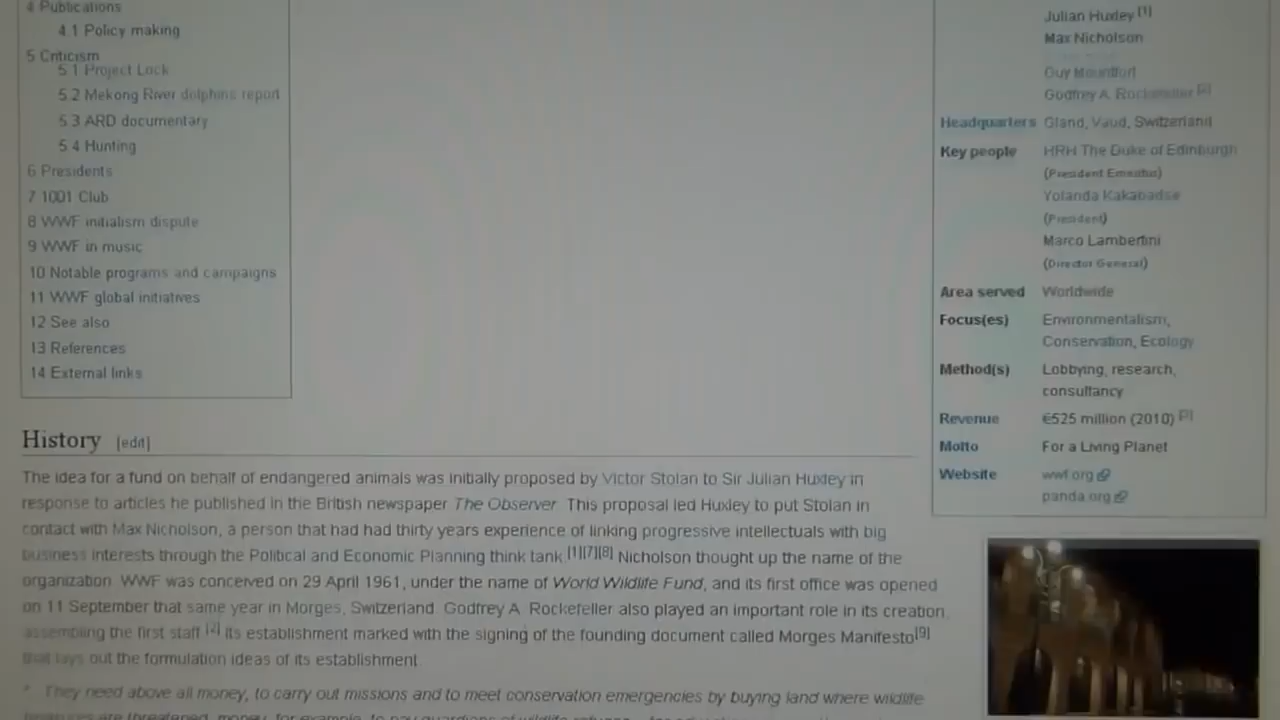 4 Publications
4.1 Policy making
5 Criticism
5.1 Project Lock
5.2 Mekong River dolphins report
5.3 ARD documentary
5.4 Hunting
6 Presidents
7 1001 Club
8 WWF initialism dispute
9 WWF in music
10 Notable programs and campaigns
11 WWF global initiatives
12 See also
13 References
14 External links
Julian Huxley [1]
Max Nicholson
Guy Mountfort
Godfrey A. Rockefeller [2]
Headquarters Gland, Vaud, Switzerland
Key people HRH The Duke of Edinburgh
(President Emeritus)
Yolanda Kakabadse
(President)
Marco Lambertini
(Director General)
Area served Worldwide
Focus(es) Environmentalism,
Conservation, Ecology
Method(s) Lobbying, research,
consultancy
Revenue €525 million (2010)
Motto For a Living Planet
Website wwf.org
panda.org
History [edit]
The idea for a fund on behalf of endangered animals was initially proposed by Victor Stolan to Sir Julian Huxley in
response to articles he published in the British newspaper The Observer. This proposal led Huxley to put Stolan in
contact with Max Nicholson, a person that had had thirty years experience of linking progressive intellectuals with big
business interests through the Political and Economic Planning think tank.[1][7][8] Nicholson thought up the name of the
organization. WWF was conceived on 29 April 1961, under the name of World Wildlife Fund, and its first office was opened
on 11 September that same year in Morges, Switzerland. Godfrey A. Rockefeller also played an important role in its creation,
assembling the first staff.[2] Its establishment marked with the signing of the founding document called Morges Manifesto[9]
that lays out the formulation ideas of its establishment.
They need above all money, to carry out missions and to meet conservation emergencies by buying land where wildlife
are threatened, money, for example, to pay guardians of wildlife refuges